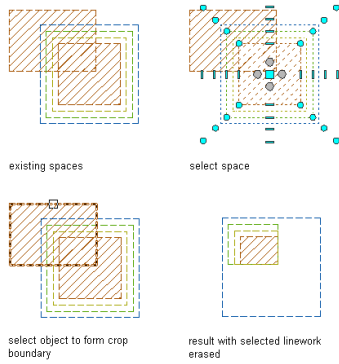 existing spaces
select space
select object to form crop
boundary
result with selected linework
erased